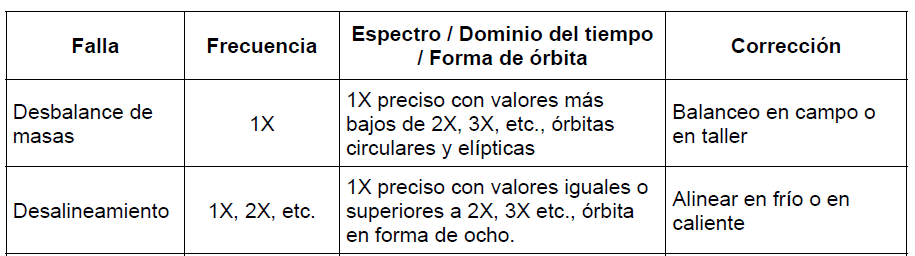 Falla
Frecuencia
Espectro / Dominio del tiempo
/ Forma de órbita
Corrección
Desbalance de
masas
1X
1X preciso con valores más
bajos de 2X, 3X, etc., órbitas
circulares y elípticas
Balanceo en campo o
en taller
Desalineamiento
1X, 2X, etc.
1X preciso con valores iguales o
superiores a 2X, 3X etc., órbita
en forma de ocho.
Alinear en frío o en
caliente